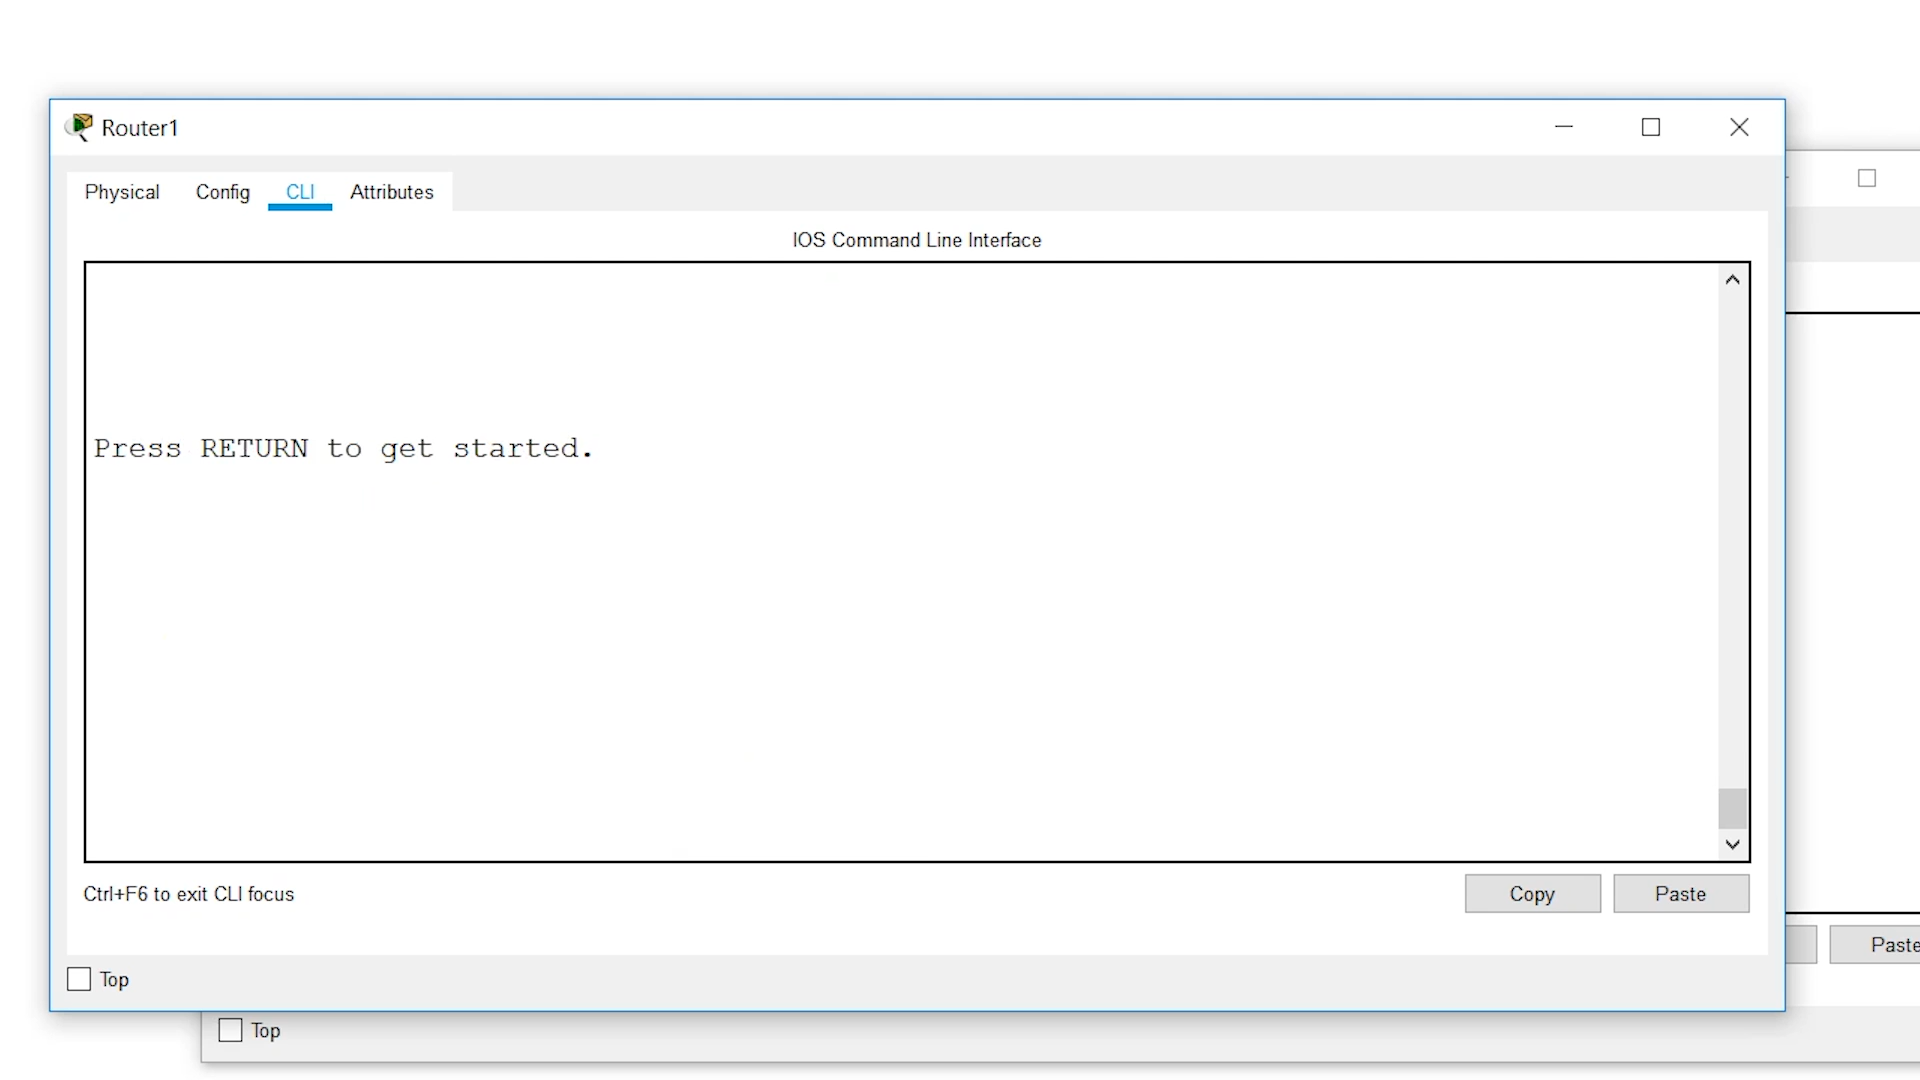 Router1
Physical Config CLI Attributes
IOS Command Line Interface
Press RETURN to get started.
Ctrl+F6 to exit CLI focus
Copy Paste
Paste
Top
Top